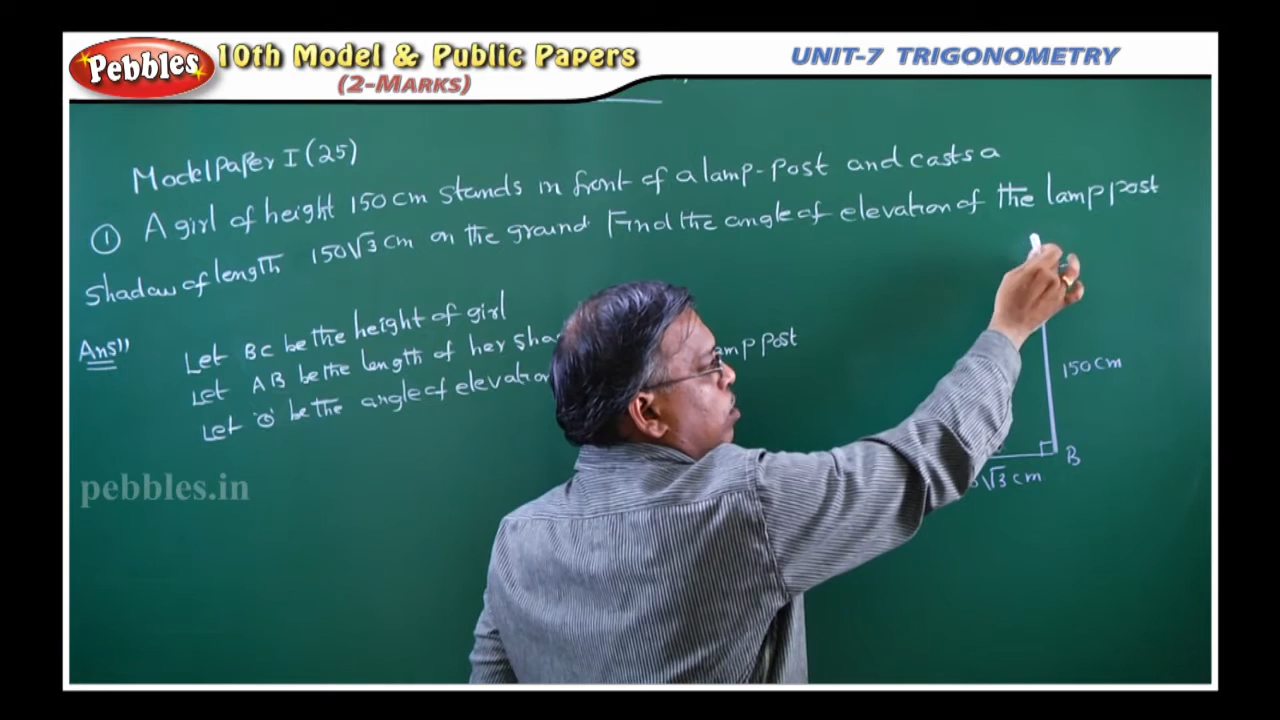 Pebbles
10th Model & Public Papers
(2-MARKS)
UNIT-7 TRIGONOMETRY
Model Paper I (25)
① A girl of height 150 cm stands in front of a lamp-post and casts a
shadow of length 150√3 cm on the ground Find the angle of elevation of the lamp post
Ans"
Let BC be the height of girl
Let AB be the length of her
Let 'θ' be the angle of elevation lamp post
150 cm
B
√3 cm
pebbles.in